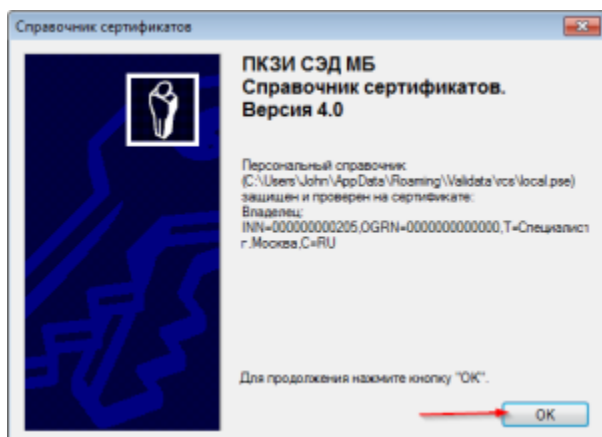 Справочник сертификатов
ПКЗИ СЭД МБ
Справочник сертификатов.
Версия 4.0
Персональный справочник
(C:\Users\John\AppData\Roaming\Validata\rcs\local.pse)
защищен и проверен на сертификате:
Владелец:
INN=000000000205,OGRN=0000000000000,T=Специалист
г.Москва,C=RU
Для продолжения нажмите кнопку "OK".
OK